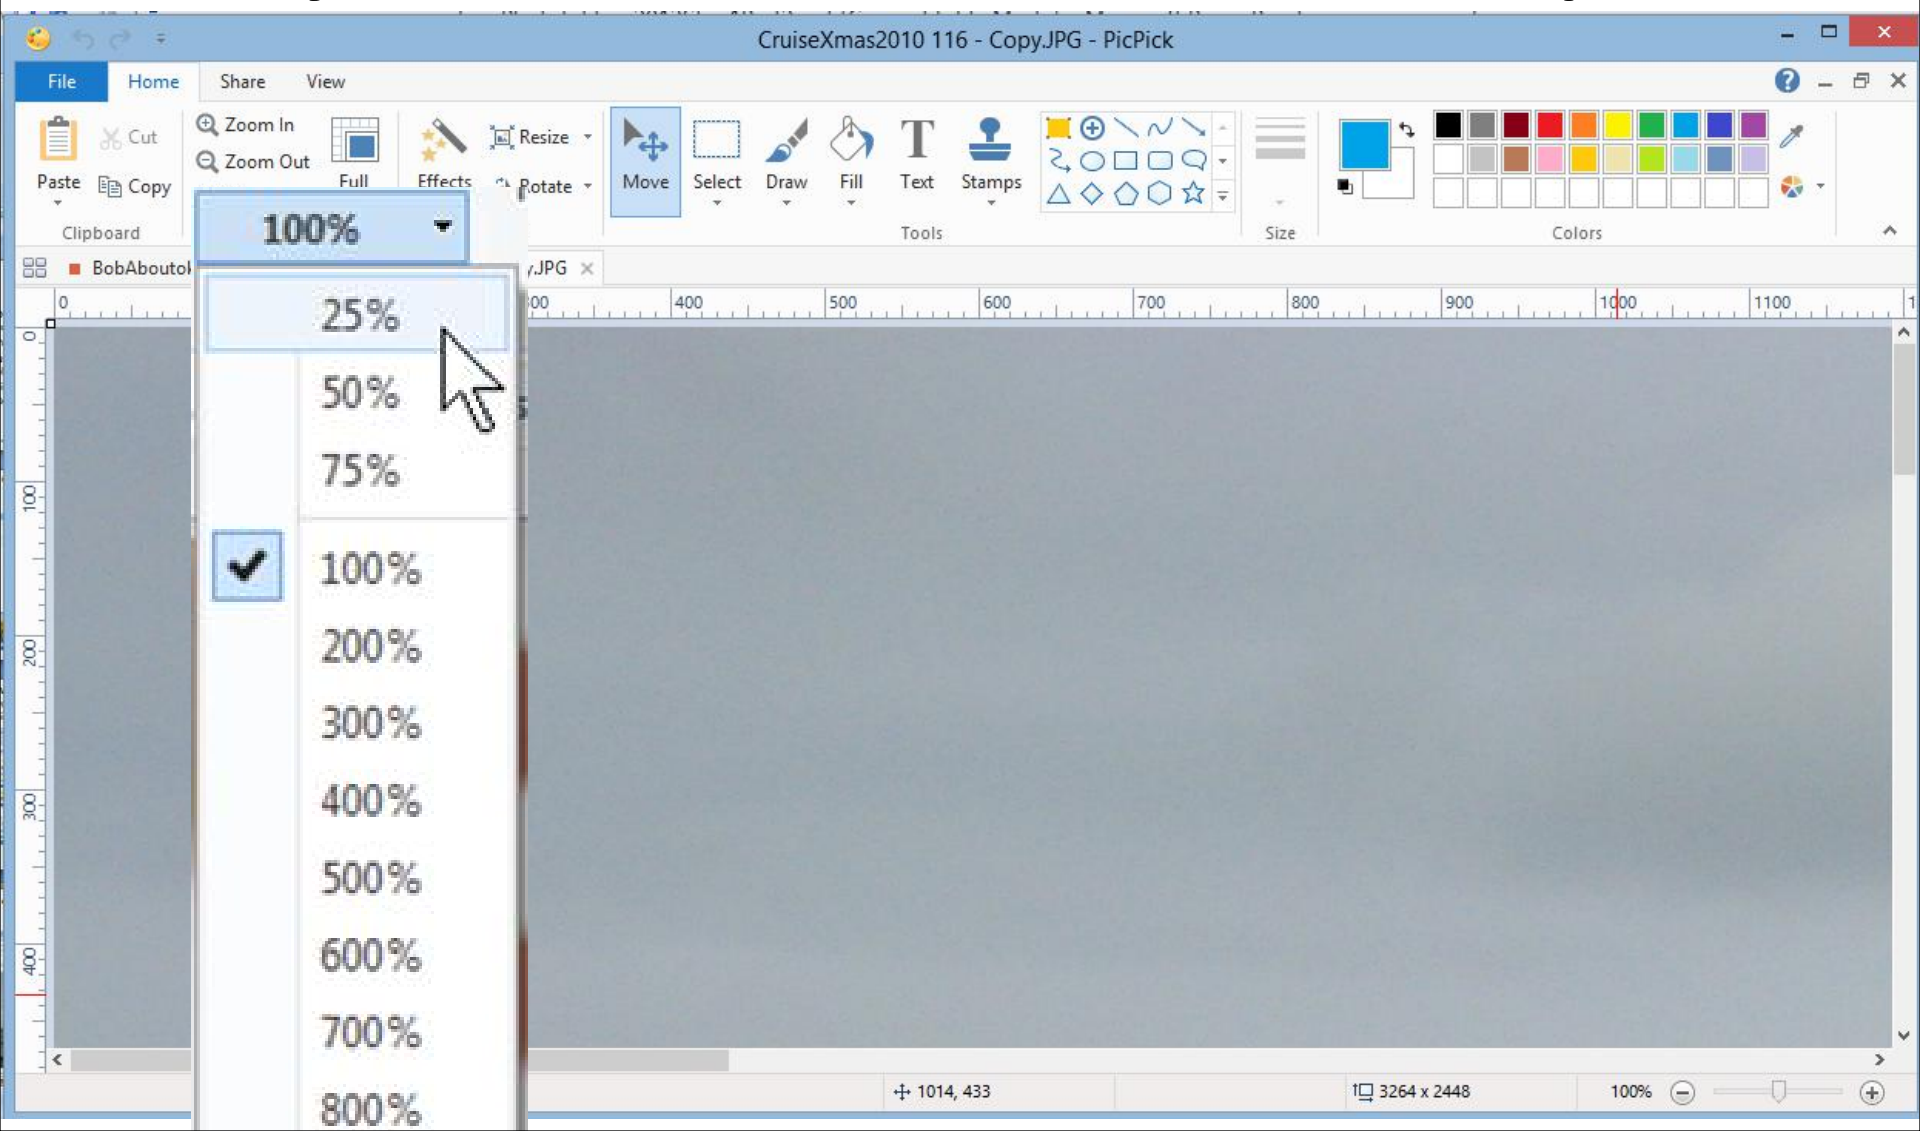 CruiseXmas2010 116 - Copy.JPG - PicPick
File Home Share View
Paste Cut Copy
Clipboard
Zoom In
Zoom Out
Full
Effects
Resize
Rotate
Move Select Draw Fill Text Stamps
Tools
Size
Colors
BobAboutok
y.JPG
0 300 400 500 600 700 800 900 1000 1100
0
100
200
300
400
100%
25%
50%
75%
100%
200%
300%
400%
500%
600%
700%
800%
1014, 433
3264 x 2448
100%